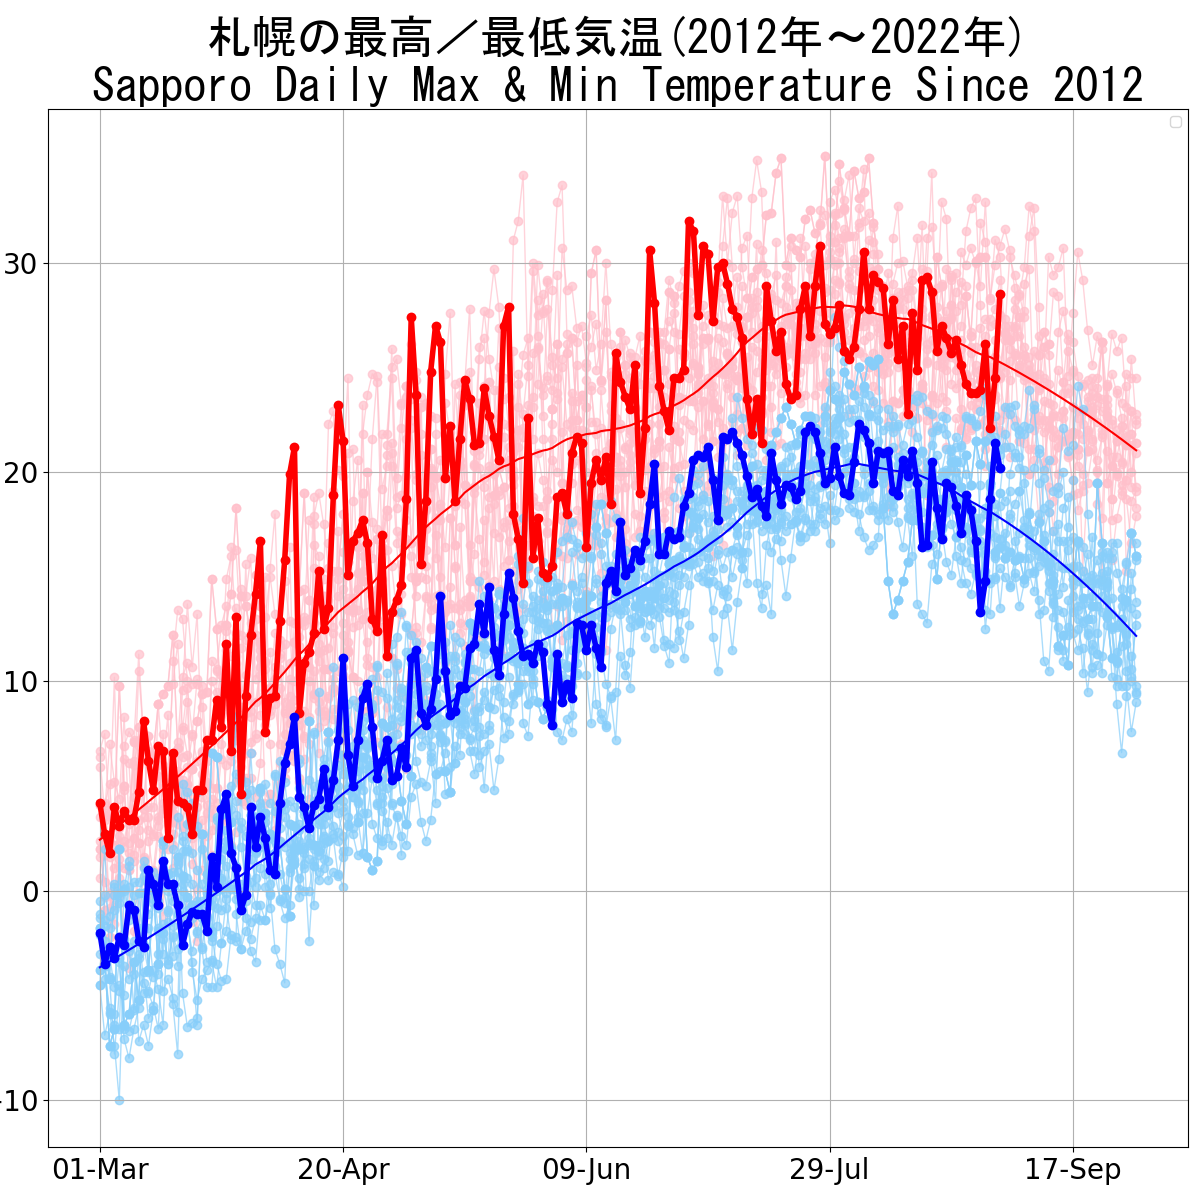 札幌の最高／最低気温(2012年～2022年)
Sapporo Daily Max & Min Temperature Since 2012
30
20
10
0
-10
01-Mar 20-Apr 09-Jun 29-Jul 17-Sep